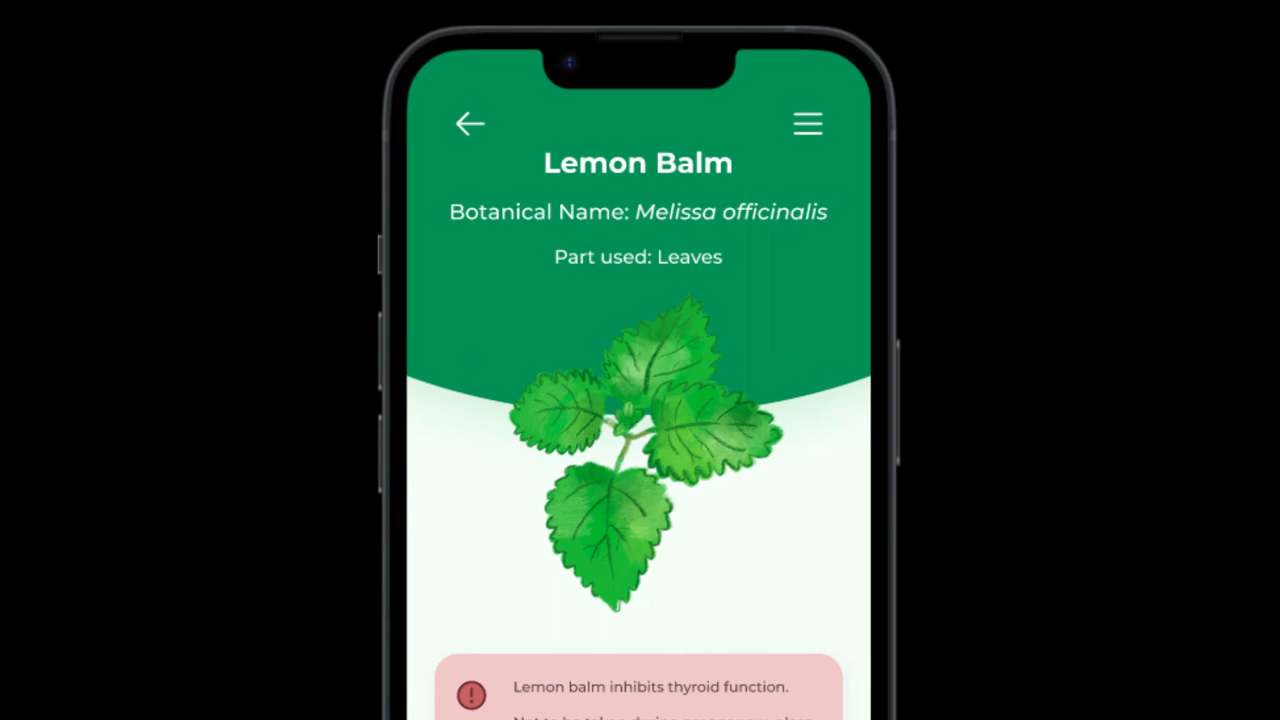 Lemon Balm
Botanical Name: Melissa officinalis
Part used: Leaves
Lemon balm inhibits thyroid function.